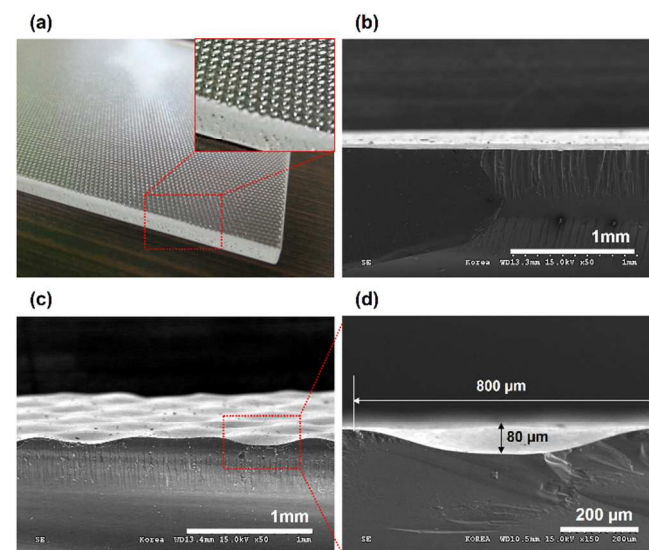 (a)
(b)
1mm
SE Korea WD13.3mm 15.0kV x50 1mm
(c)
(d)
800 µm
80 µm
1mm
SE Korea WD13.4mm 15.0kV x50 1mm
200 µm
SE KOREA WD10.5mm 15.0kV x150 200um